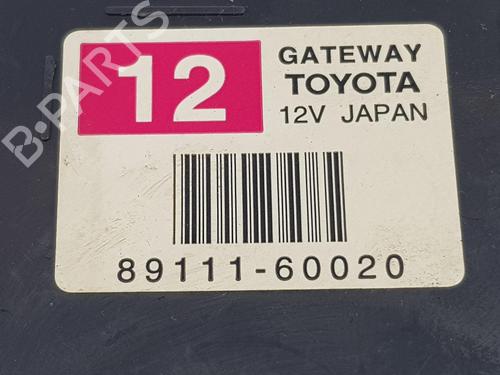 12
GATEWAY
TOYOTA
12V JAPAN
89111-60020
B-PARTS